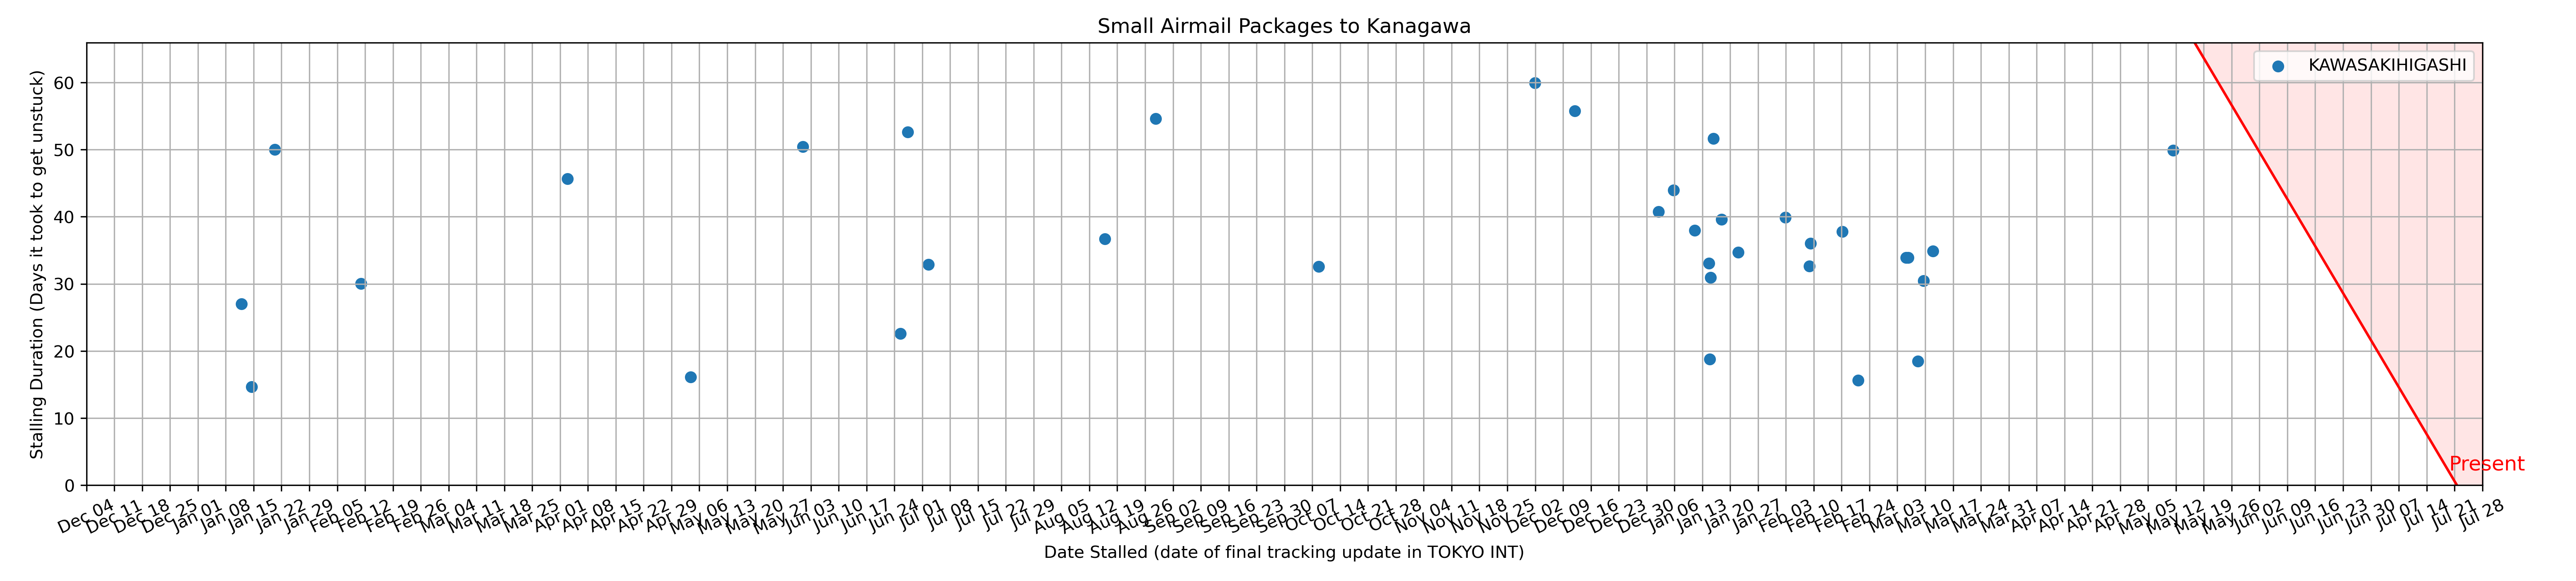 Small Airmail Packages to Kanagawa
KAWASAKIHIGASHI
Stalling Duration (Days it took to get unstuck)
60
50
40
30
20
10
0
Present
Dec 04
Dec 11
Dec 18
Dec 25
Jan 01
Jan 08
Jan 15
Jan 22
Jan 29
Feb 05
Feb 12
Feb 19
Feb 26
Mar 04
Mar 11
Mar 18
Mar 25
Apr 01
Apr 08
Apr 15
Apr 22
Apr 29
May 06
May 13
May 20
May 27
Jun 03
Jun 10
Jun 17
Jun 24
Jul 01
Jul 08
Jul 15
Jul 22
Jul 29
Aug 05
Aug 12
Aug 19
Aug 26
Sep 02
Sep 09
Sep 16
Sep 23
Sep 30
Oct 07
Oct 14
Oct 21
Oct 28
Nov 04
Nov 11
Nov 18
Nov 25
Dec 02
Dec 09
Dec 16
Dec 23
Dec 30
Jan 06
Jan 13
Jan 20
Jan 27
Feb 03
Feb 10
Feb 17
Feb 24
Mar 03
Mar 10
Mar 17
Mar 24
Mar 31
Apr 07
Apr 14
Apr 21
Apr 28
May 05
May 12
May 19
May 26
Jun 02
Jun 09
Jun 16
Jun 23
Jun 30
Jul 07
Jul 14
Jul 21
Jul 28
Date Stalled (date of final tracking update in TOKYO INT)